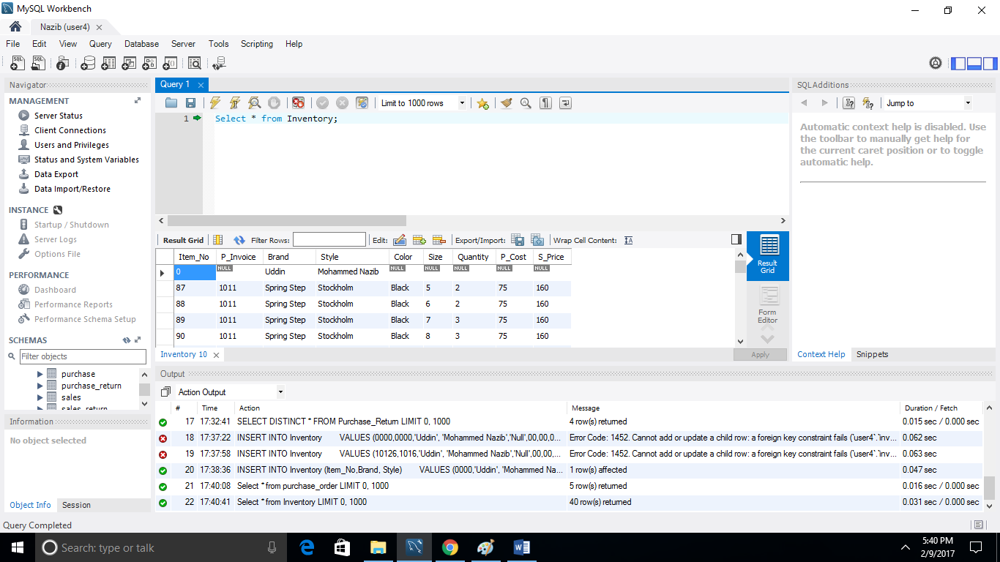 MySQL Workbench
Nazib (user4)
File Edit View Query Database Server Tools Scripting Help
Navigator
MANAGEMENT
Server Status
Client Connections
Users and Privileges
Status and System Variables
Data Export
Data Import/Restore
INSTANCE
Startup / Shutdown
Server Logs
Options File
PERFORMANCE
Dashboard
Performance Reports
Performance Schema Setup
SCHEMAS
Filter objects
purchase
purchase_return
sales
sales_return
Information
No object selected
Object Info Session
Query 1
Limit to 1000 rows
1 Select * from Inventory;
Result Grid Filter Rows: Edit: Export/Import: Wrap Cell Content:
Item_No P_Invoice Brand Style Color Size Quantity P_Cost S_Price
0 NULL Uddin Mohammed Nazib NULL NULL NULL NULL NULL
87 1011 Spring Step Stockholm Black 5 2 75 160
88 1011 Spring Step Stockholm Black 6 2 75 160
89 1011 Spring Step Stockholm Black 7 3 75 160
90 1011 Spring Step Stockholm Black 8 3 75 160
Result Grid
Form Editor
Inventory 10
Apply
SQLAdditions
Jump to
Automatic context help is disabled. Use
the toolbar to manually get help for
the current caret position or to toggle
automatic help.
Context Help Snippets
Output
Action Output
# Time Action Message Duration / Fetch
17 17:32:41 SELECT DISTINCT * FROM Purchase_Return LIMIT 0, 1000 4 row(s) returned 0.015 sec / 0.000 sec
18 17:37:22 INSERT INTO Inventory VALUES (0000,0000,'Uddin', 'Mohammed Nazib','Null',00,00,0... Error Code: 1452. Cannot add or update a child row: a foreign key constraint fails (`user4`.`inv... 0.062 sec
19 17:37:58 INSERT INTO Inventory VALUES (10126,1016,'Uddin', 'Mohammed Nazib','Null',00,00,... Error Code: 1452. Cannot add or update a child row: a foreign key constraint fails (`user4`.`inv... 0.063 sec
20 17:38:36 INSERT INTO Inventory (Item_No,Brand, Style) VALUES (0000,'Uddin', 'Mohammed Na... 1 row(s) affected 0.047 sec
21 17:40:08 Select * from purchase_order LIMIT 0, 1000 5 row(s) returned 0.016 sec / 0.000 sec
22 17:40:41 Select * from Inventory LIMIT 0, 1000 40 row(s) returned 0.031 sec / 0.000 sec
Query Completed
Search: type or talk
5:40 PM
2/9/2017